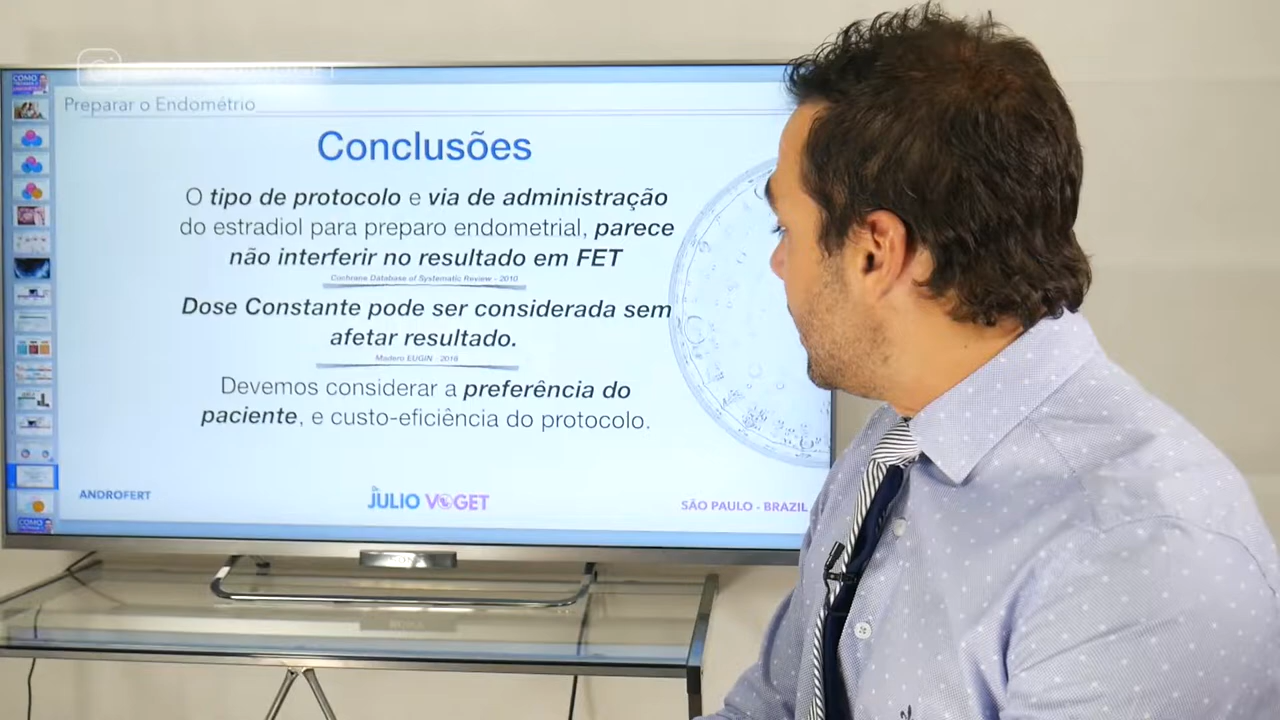 Preparar o Endométrio
Conclusões
O tipo de protocolo e via de administração
do estradiol para preparo endometrial, parece
não interferir no resultado em FET
Cochrane Database of Systematic Review - 2010
Dose Constante pode ser considerada sem
afetar resultado.
Madero EUGIN - 2016
Devemos considerar a preferência do
paciente, e custo-eficiência do protocolo.
ANDROFERT
Dr.
JULIO VOGET
SÃO PAULO - BRAZIL